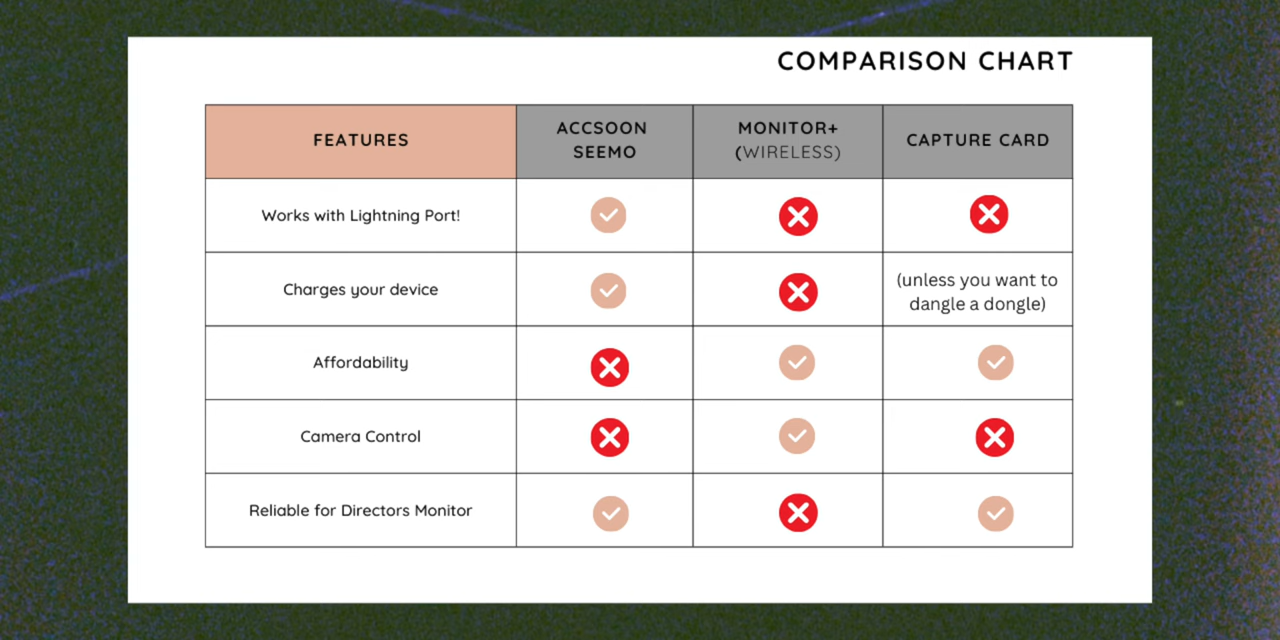 COMPARISON CHART
FEATURES
ACCSOON
SEEMO
MONITOR+
(WIRELESS)
CAPTURE CARD
Works with Lightning Port!
Charges your device
(unless you want to
dangle a dongle)
Affordability
Camera Control
Reliable for Directors Monitor